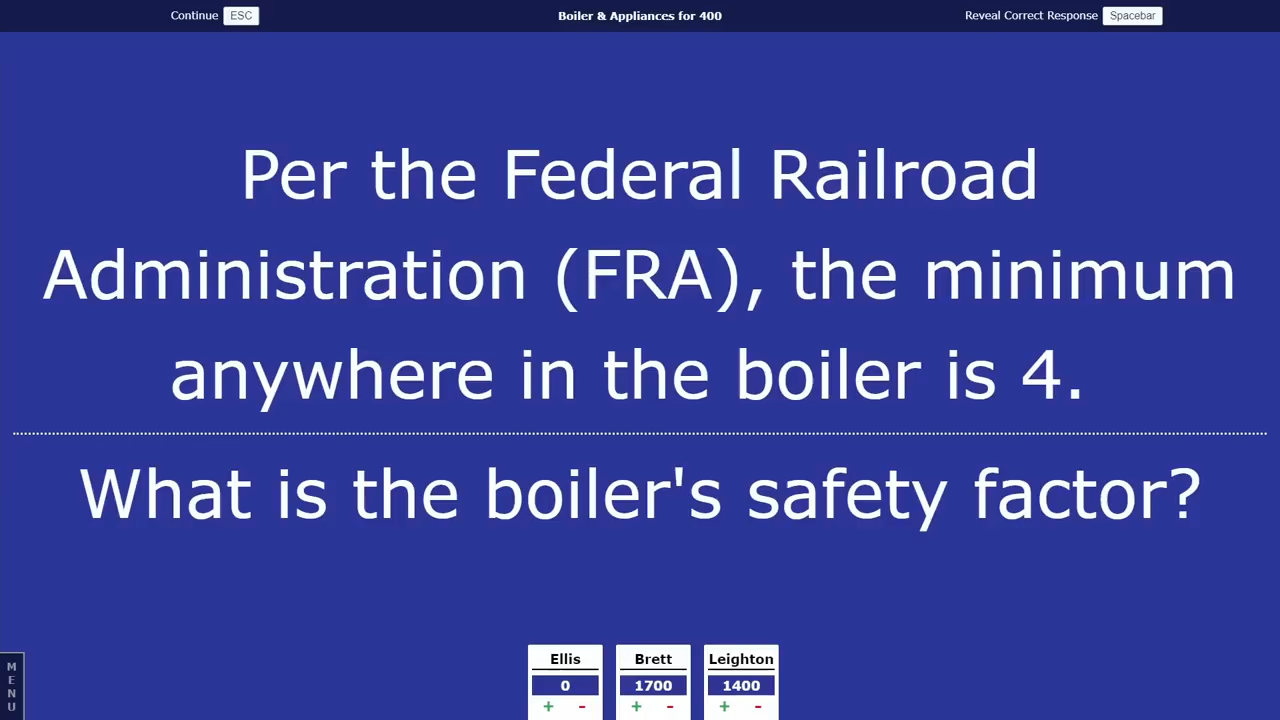 Continue ESC
Boiler & Appliances for 400
Reveal Correct Response Spacebar
Per the Federal Railroad
Administration (FRA), the minimum
anywhere in the boiler is 4.
What is the boiler's safety factor?
Ellis
Brett
Leighton
0
1700
1400
+ -
+ -
+ -
MENU